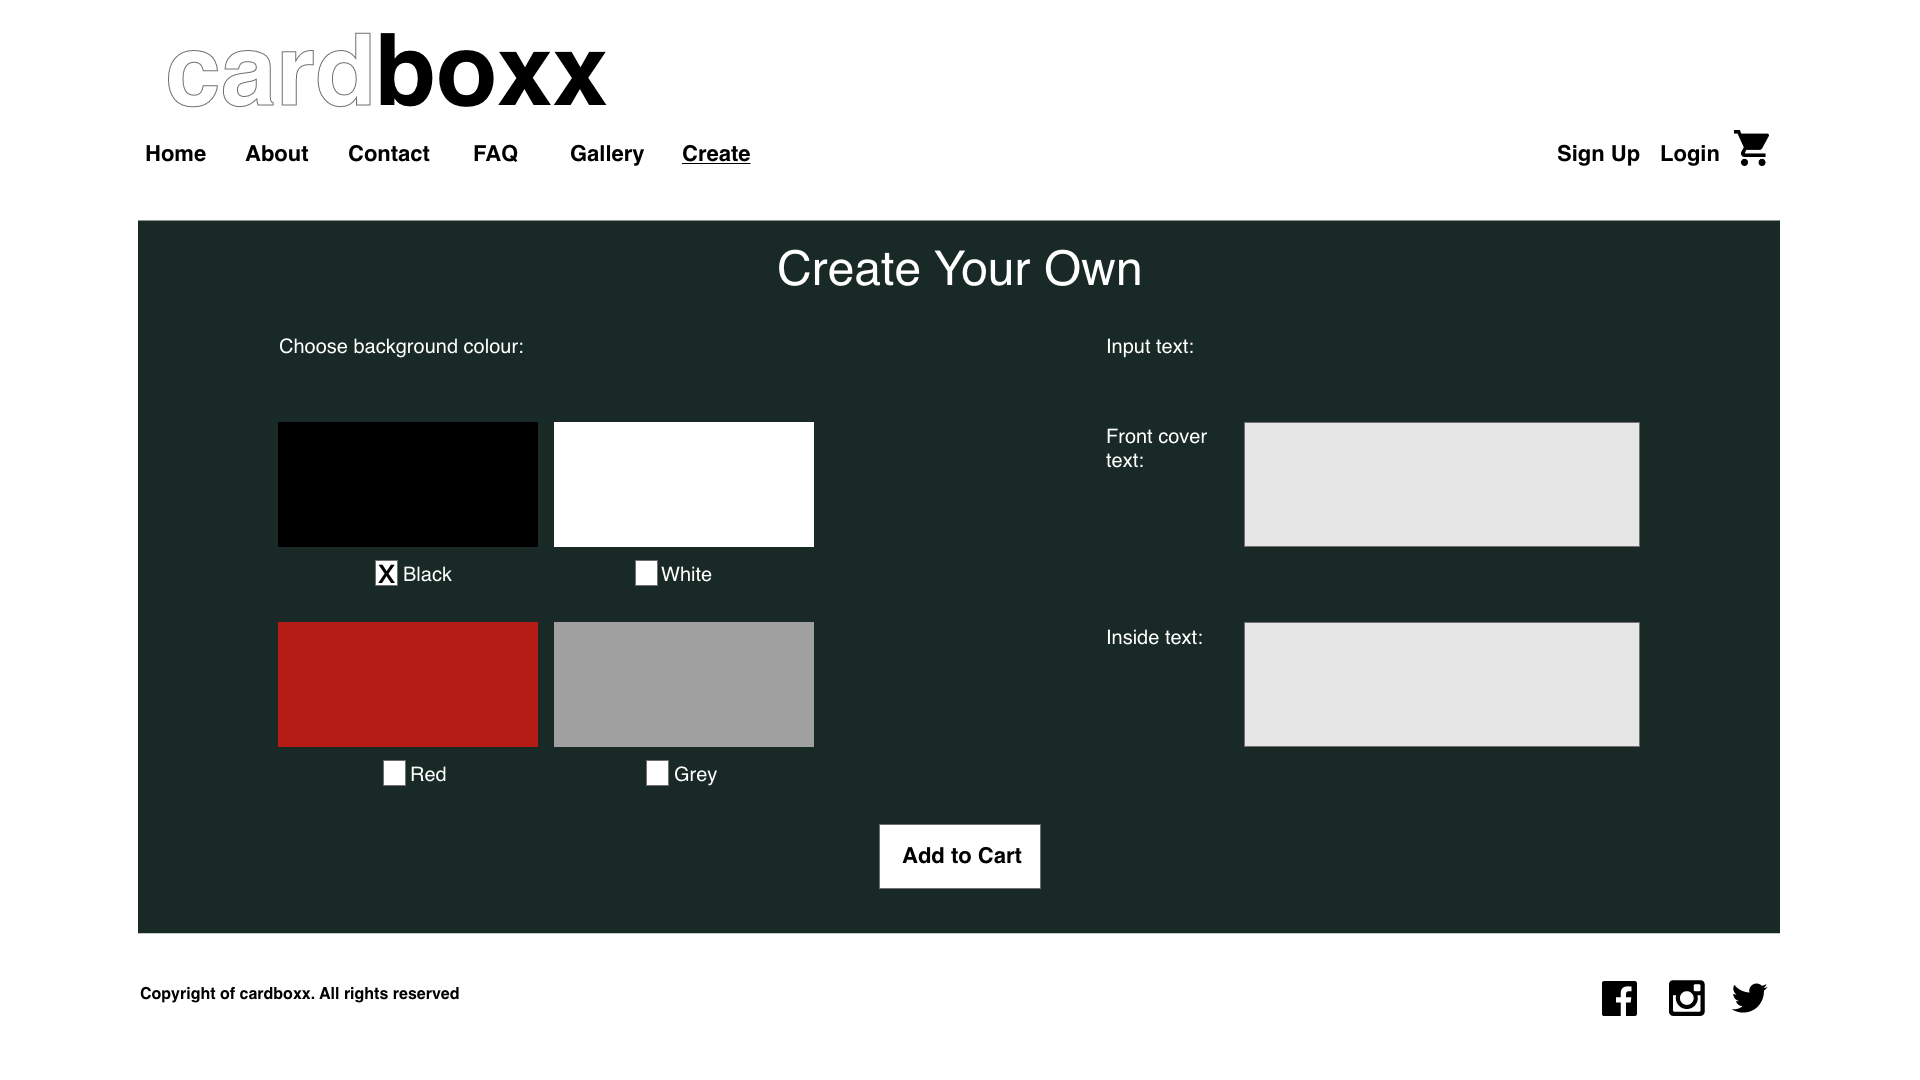 cardboxx
Home About Contact FAQ Gallery Create
Sign Up Login
Create Your Own
Choose background colour:
Input text:
Front cover
text:
X Black
White
Inside text:
Red
Grey
Add to Cart
Copyright of cardboxx. All rights reserved